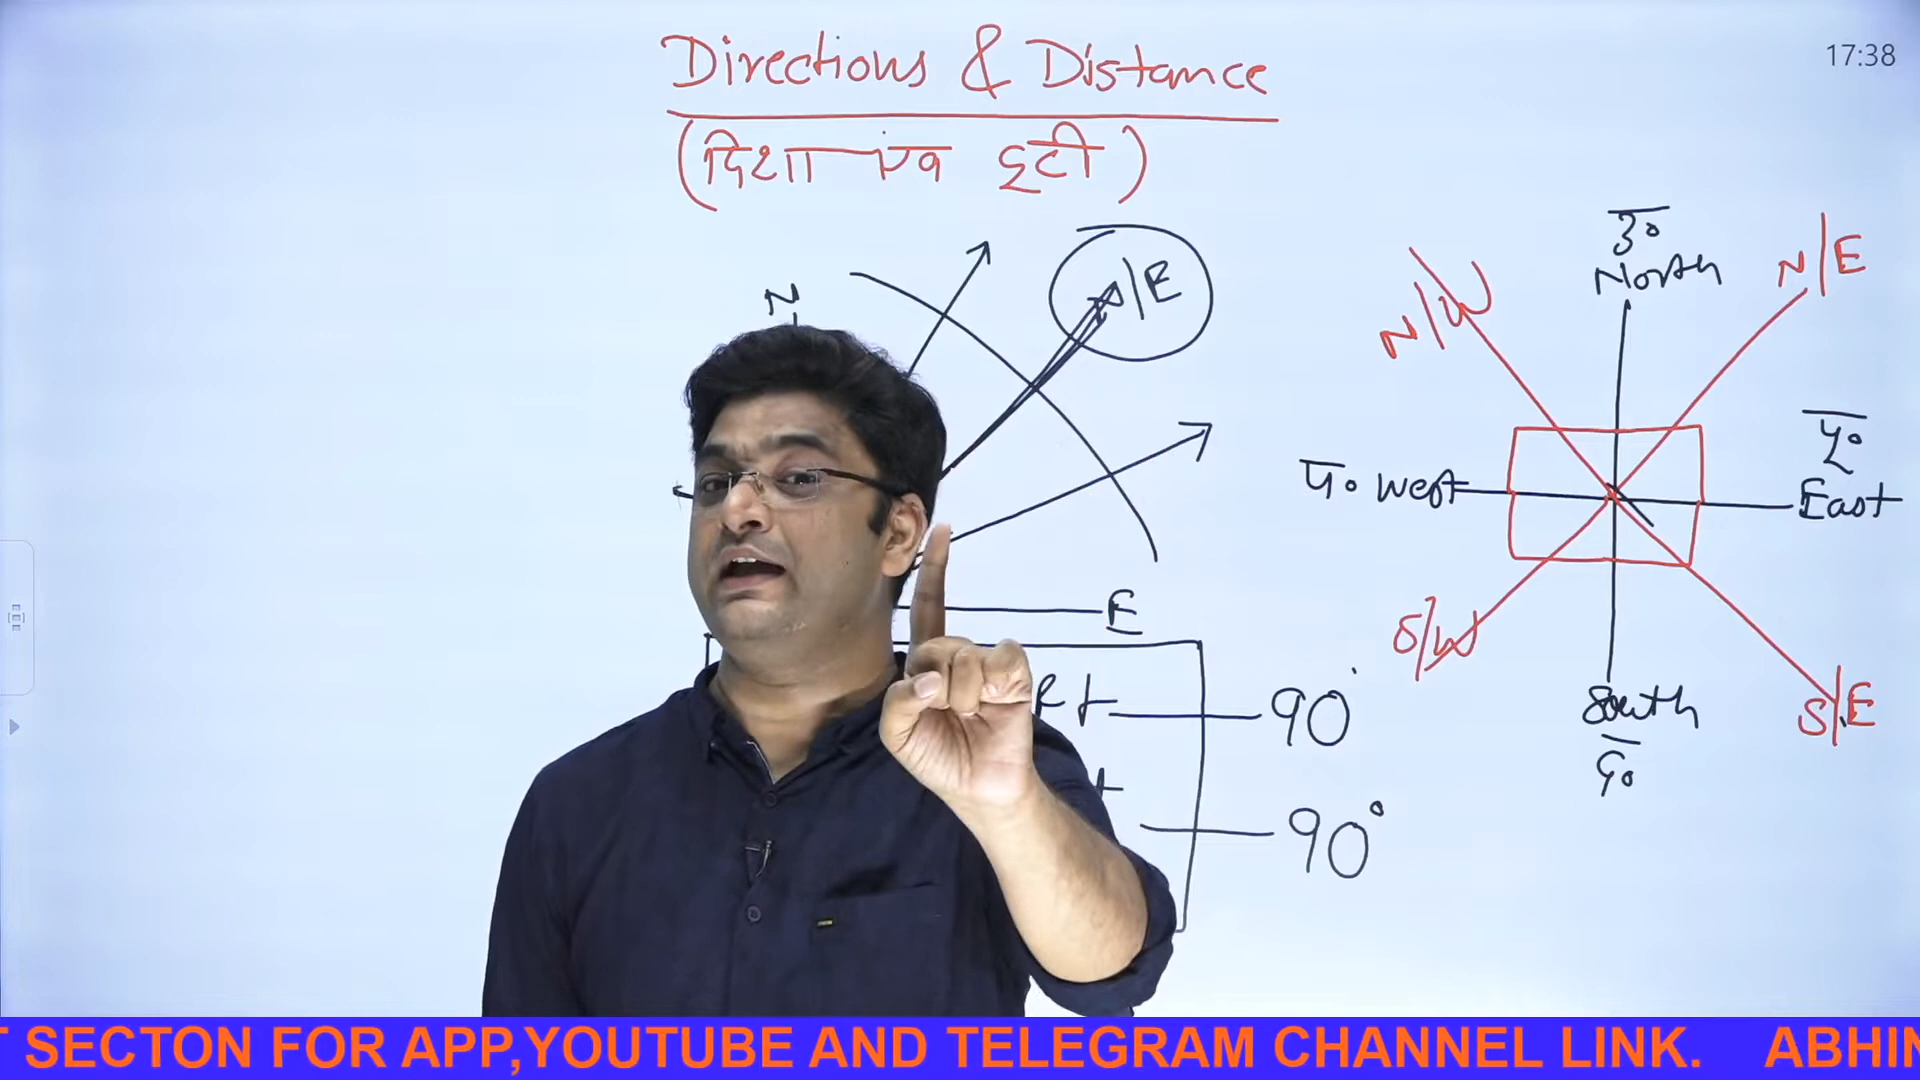 Directions & Distance
17:38
(दिशा एवं दूरी)
उ०
North
N/E
N/W
N
N/E
पू०
East
प० West
S/W
E
South
द०
S/E
90°
90°
SECTON FOR APP,YOUTUBE AND TELEGRAM CHANNEL LINK. ABHIN